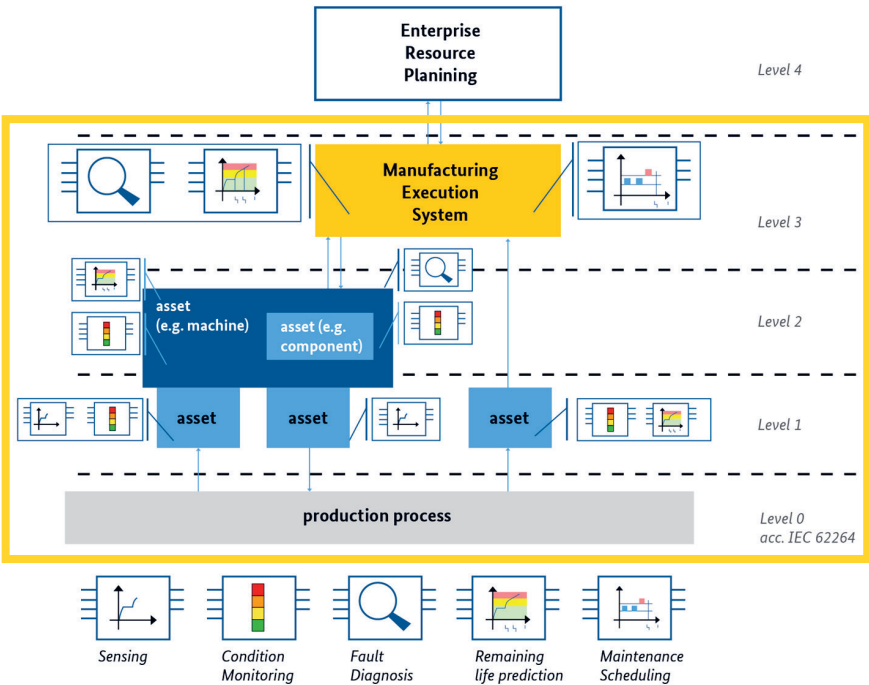 Enterprise
Resource
Planining
Level 4
Manufacturing
Execution
System
Level 3
asset
(e.g. machine)
asset (e.g.
component)
Level 2
asset
asset
asset
Level 1
production process
Level 0
acc. IEC 62264
Sensing
Condition
Monitoring
Fault
Diagnosis
Remaining
life prediction
Maintenance
Scheduling